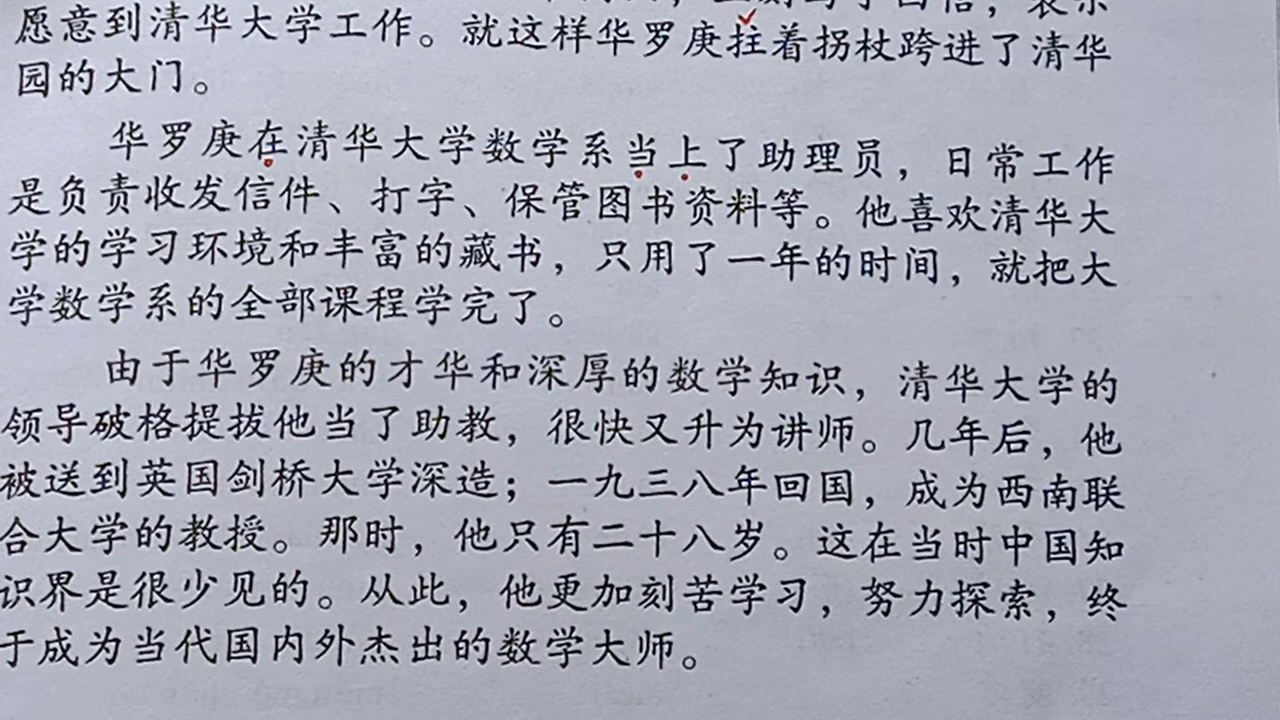 愿意到清华大学工作。就这样华罗庚拄着拐杖跨进了清华
园的大门。
华罗庚在清华大学数学系当上了助理员，日常工作
是负责收发信件、打字、保管图书资料等。他喜欢清华大
学的学习环境和丰富的藏书，只用了一年的时间，就把大
学数学系的全部课程学完了。
由于华罗庚的才华和深厚的数学知识，清华大学的
领导破格提拔他当了助教，很快又升为讲师。几年后，他
被送到英国剑桥大学深造；一九三八年回国，成为西南联
合大学的教授。那时，他只有二十八岁。这在当时中国知
识界是很少见的。从此，他更加刻苦学习，努力探索，终
于成为当代国内外杰出的数学大师。